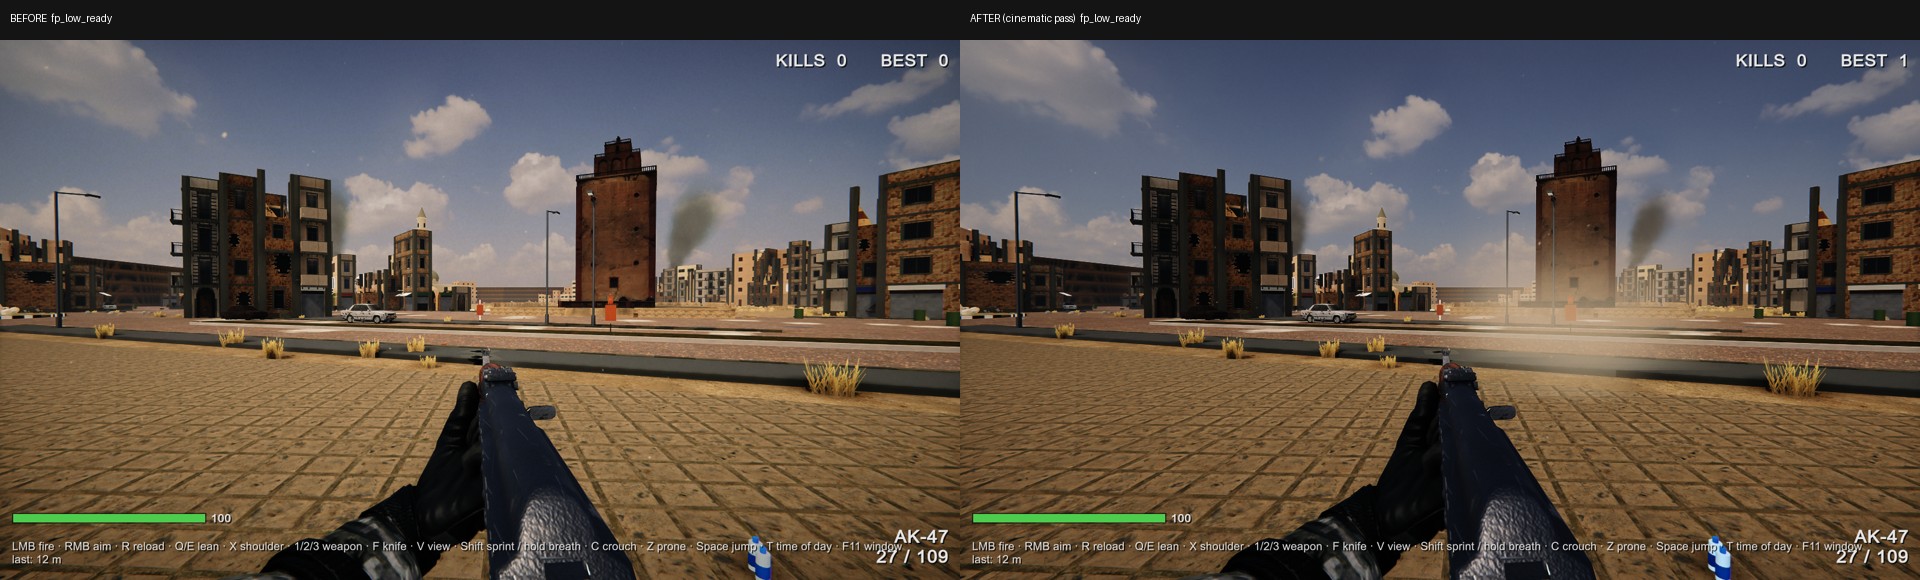 BEFORE fp_low_ready
AFTER (cinematic pass) fp_low_ready
KILLS 0 BEST 0
KILLS 0 BEST 1
100
100
AK-47
AK-47
LMB fire · RMB aim · R reload · Q/E lean · X shoulder · 1/2/3 weapon · F knife · V view · Shift sprint / hold breath · C crouch · Z prone · Space jump · T time of day · F11 window
LMB fire · RMB aim · R reload · Q/E lean · X shoulder · 1/2/3 weapon · F knife · V view · Shift sprint / hold breath · C crouch · Z prone · Space jump · T time of day · F11 window
last: 12 m
27 / 109
last: 12 m
27 / 109